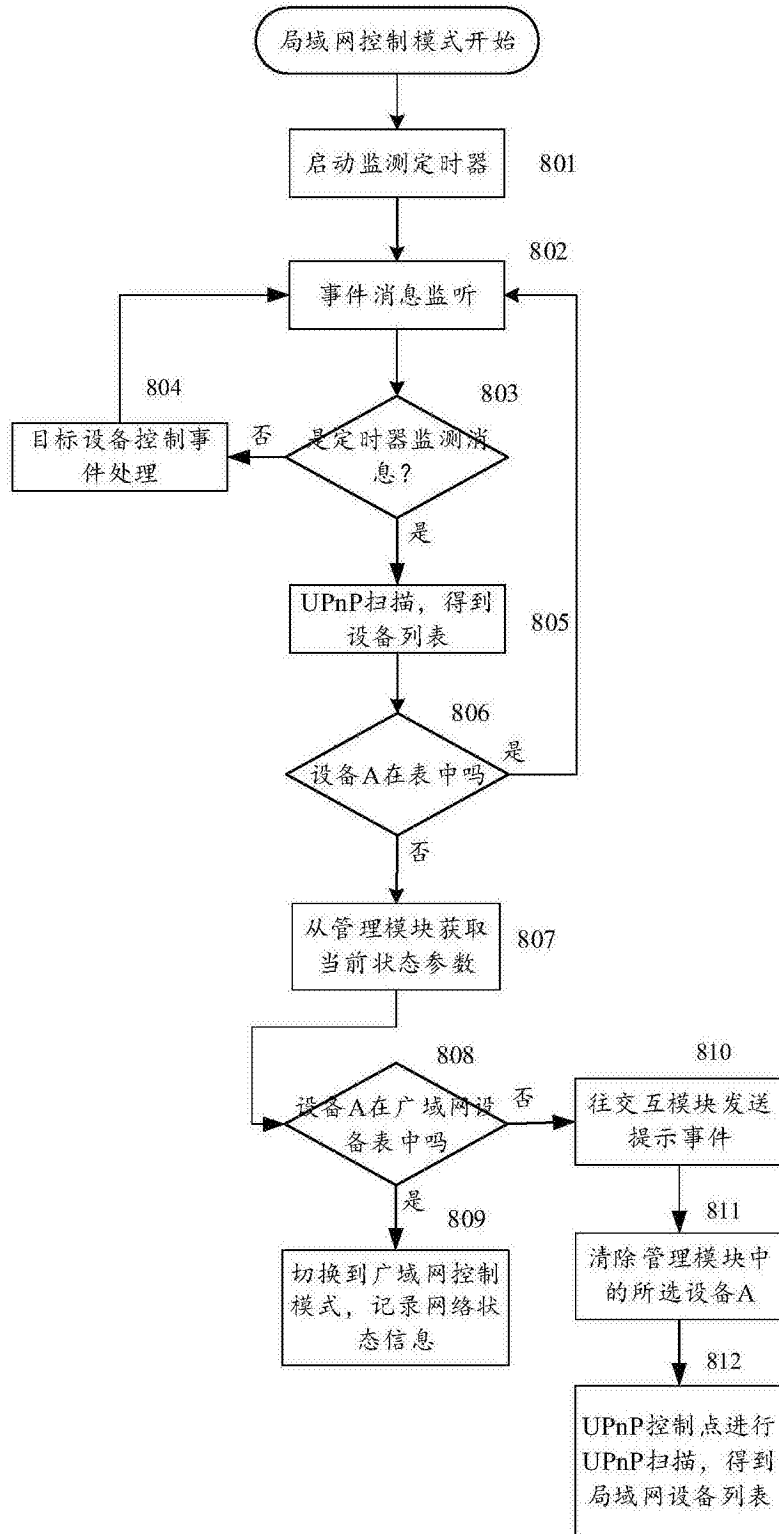 局域网控制模式开始
启动监测定时器
801
802
事件消息监听
804
803
目标设备控制事
件处理
否
是定时器监测消
息？
是
UPnP扫描，得到
设备列表
805
806
设备A在表中吗
是
否
从管理模块获取
当前状态参数
807
808
设备A在广域网设
备表中吗
否
810
往交互模块发送
提示事件
是
809
811
切换到广域网控制
模式，记录网络状
态信息
清除管理模块中
的所选设备A
812
UPnP控制点进行
UPnP扫描，得到
局域网设备列表